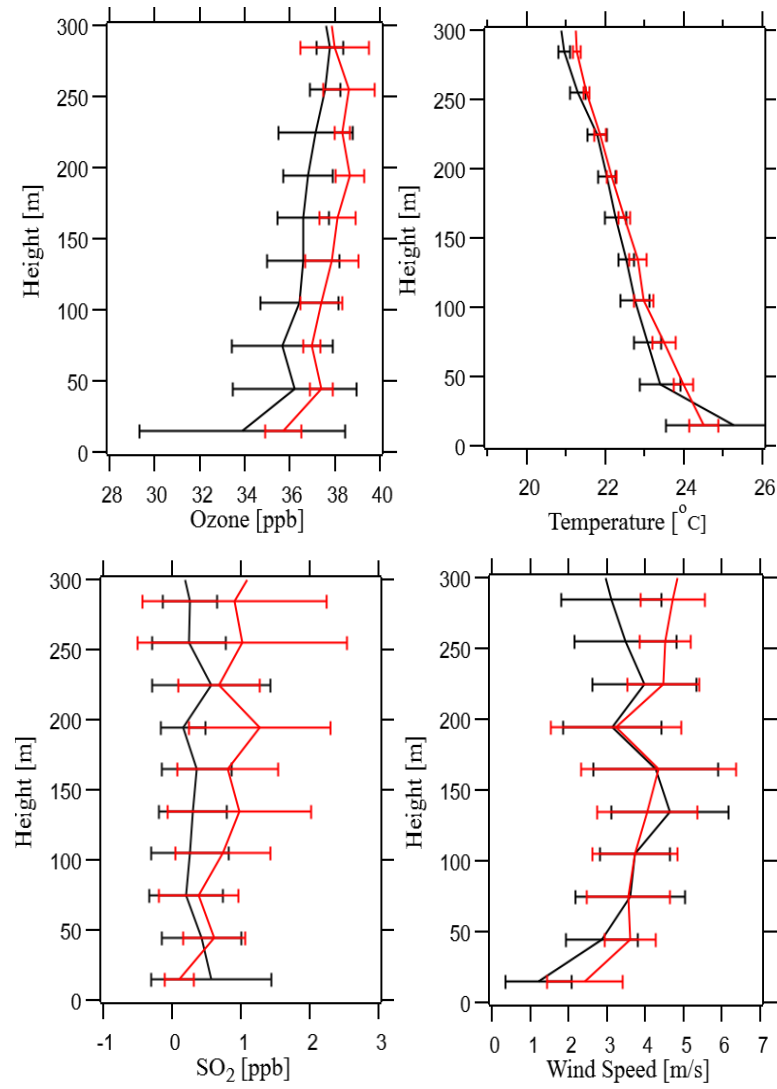 300
250
200
150
100
50
0
Height [m]
28 30 32 34 36 38 40
Ozone [ppb]
300
250
200
150
100
50
0
Height [m]
20 22 24 26
Temperature [°C]
300
250
200
150
100
50
0
Height [m]
-1 0 1 2 3
SO2 [ppb]
300
250
200
150
100
50
0
Height [m]
0 1 2 3 4 5 6 7
Wind Speed [m/s]